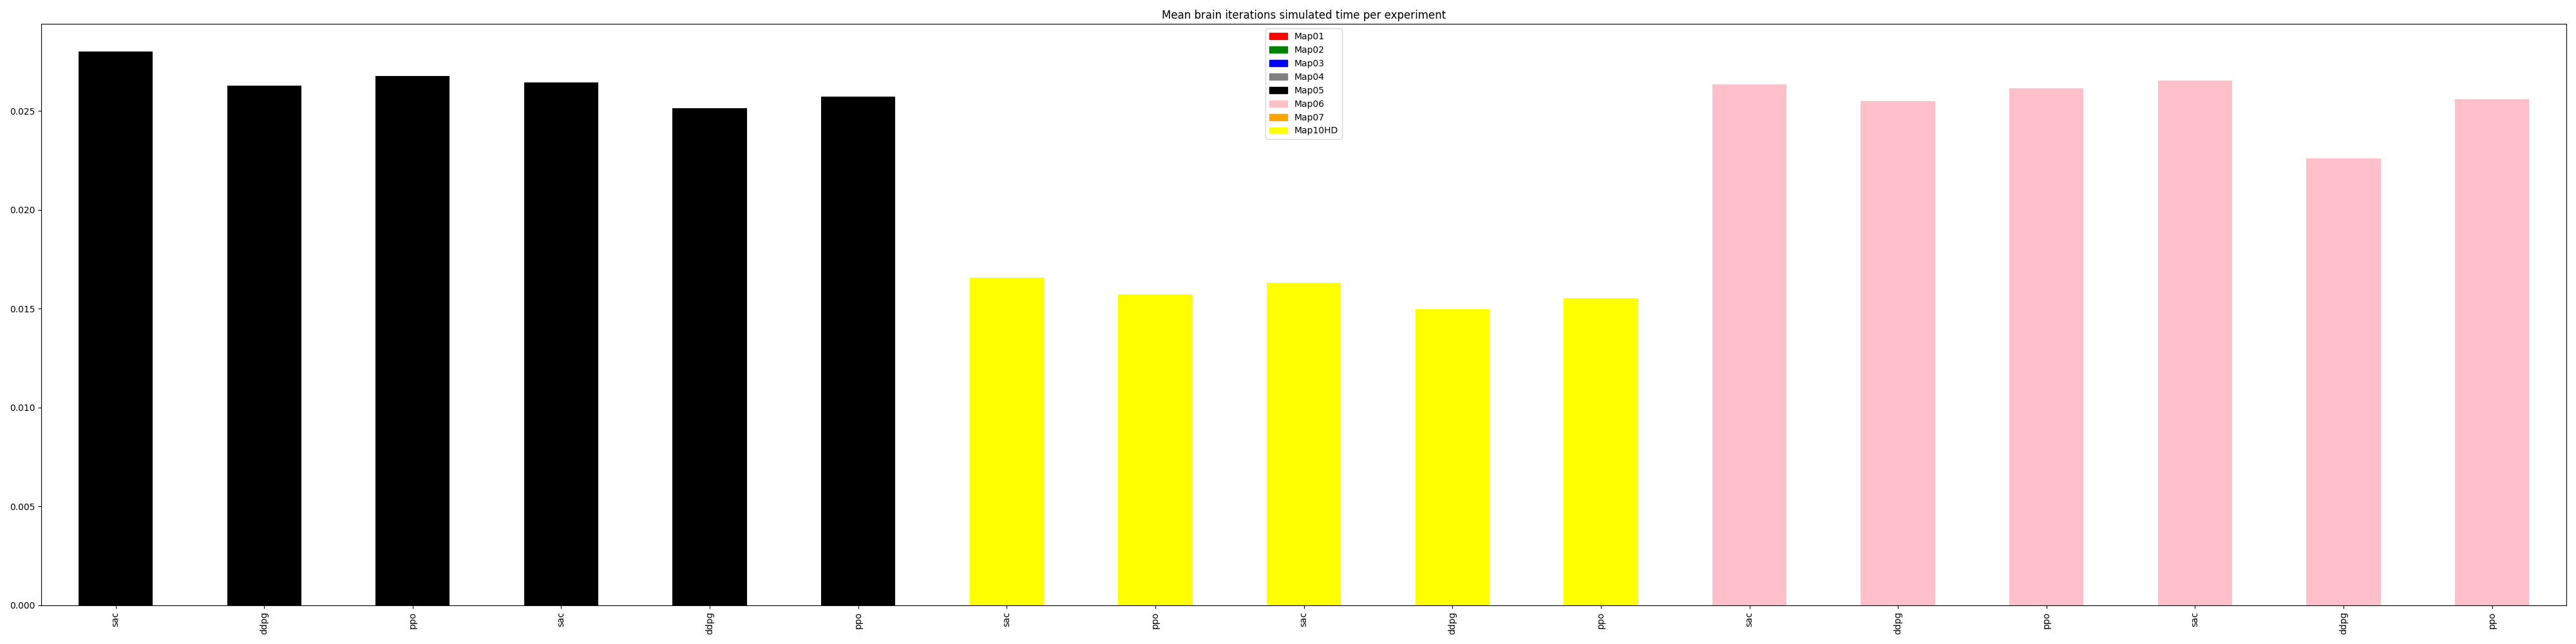 Mean brain iterations simulated time per experiment
Map01
Map02
Map03
Map04
Map05
Map06
Map07
Map10HD
0.025
0.020
0.015
0.010
0.005
0.000
sac
ddpg
ppo
sac
ddpg
ppo
sac
ppo
sac
ddpg
ppo
sac
ddpg
ppo
sac
ddpg
ppo